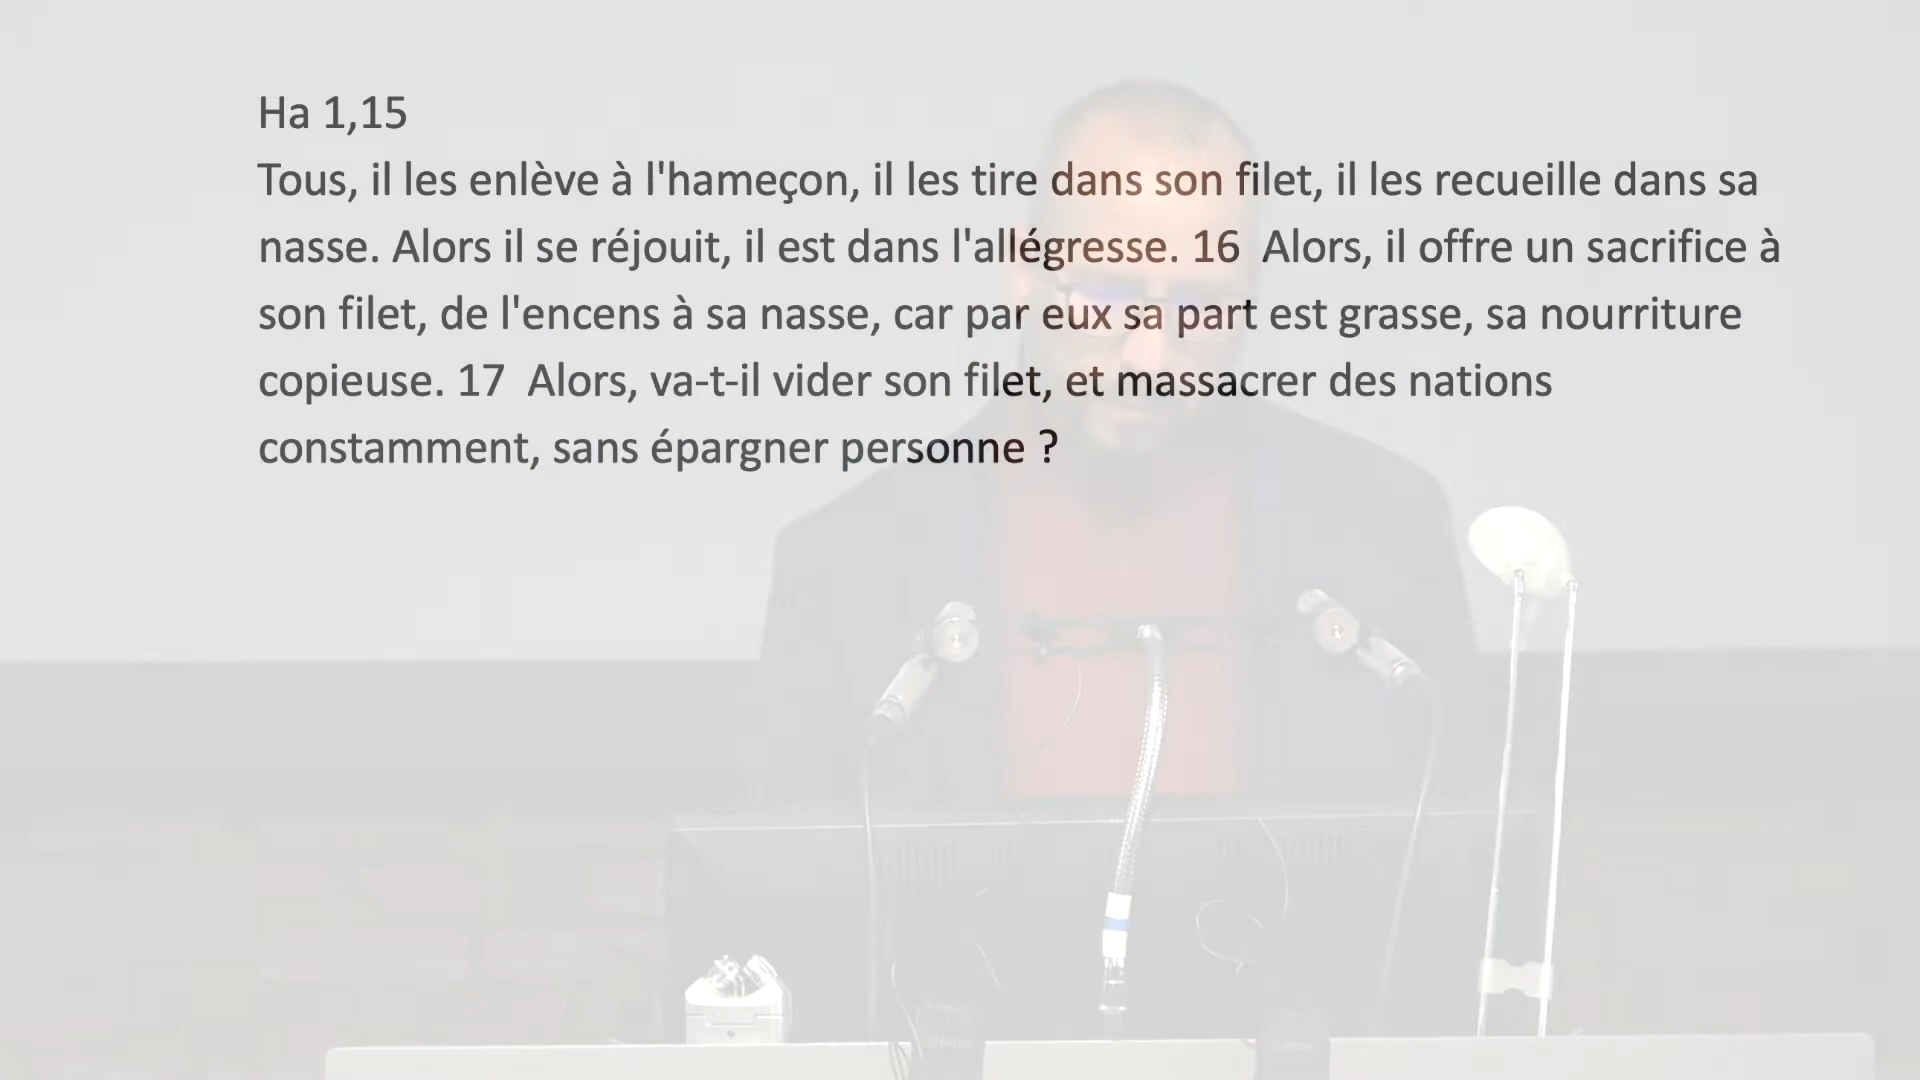 Ha 1,15
Tous, il les enlève à l'hameçon, il les tire dans son filet, il les recueille dans sa
nasse. Alors il se réjouit, il est dans l'allégresse. 16  Alors, il offre un sacrifice à
son filet, de l'encens à sa nasse, car par eux sa part est grasse, sa nourriture
copieuse. 17  Alors, va-t-il vider son filet, et massacrer des nations
constamment, sans épargner personne ?